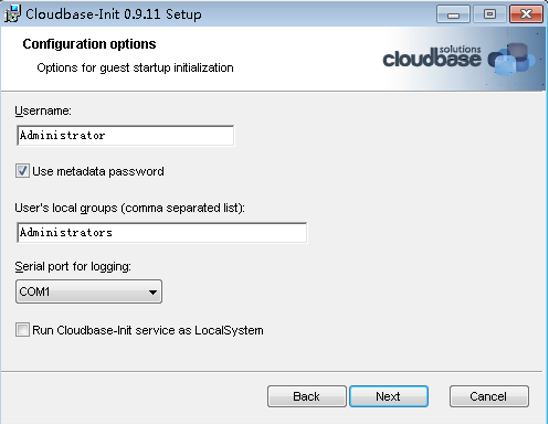 Cloudbase-Init 0.9.11 Setup
Configuration options
Options for guest startup initialization
solutions
cloudbase
Username:
Administrator
Use metadata password
User's local groups (comma separated list):
Administrators
Serial port for logging:
COM1
Run Cloudbase-Init service as LocalSystem
Back Next Cancel